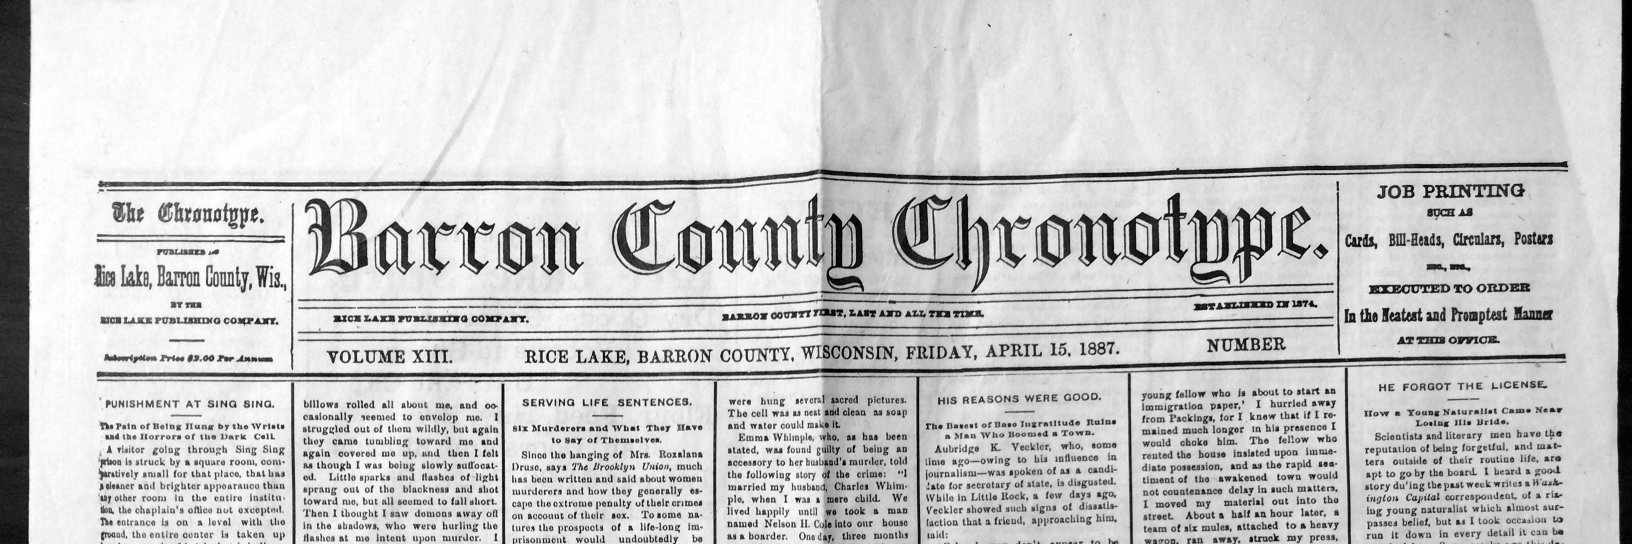 The Chronotype.
PUBLISHED AT
Rice Lake, Barron County, Wis.,
BY THE
RICE LAKE PUBLISHING COMPANY.
Subscription Price $2.00 Per Annum
Barron County Chronotype.
RICE LAKE PUBLISHING COMPANY.
BARRON COUNTY FIRST, LAST AND ALL THE TIME.
ESTABLISHED IN 1874.
VOLUME XIII.
RICE LAKE, BARRON COUNTY, WISCONSIN, FRIDAY, APRIL 15, 1887.
NUMBER
JOB PRINTING
SUCH AS
Cards, Bill-Heads, Circulars, Posters
ETC., ETC.,
EXECUTED TO ORDER
In the Neatest and Promptest Manner
AT THIS OFFICE.
PUNISHMENT AT SING SING.
The Pain of Being Hung by the Wrists
and the Horrors of the Dark Cell.
A visitor going through Sing Sing
prison is struck by a square room, com-
paratively small for that place, that has
a cleaner and brighter appearance than
any other room in the entire institu-
tion, the chaplain's office not excepted.
The entrance is on a level with the
ground, the entire center is taken up
billows rolled all about me, and oc-
casionally seemed to envelop me. I
struggled out of them wildly, but again
they came tumbling toward me and
again covered me up, and then I felt
as though I was being slowly suffocat-
ed. Little sparks and flashes of light
sprang out of the blackness and shot
toward me, but all seemed to fall short.
Then I thought I saw demons away off
in the shadows, who were hurling the
flashes at me intent upon murder. I
SERVING LIFE SENTENCES.
Six Murderers and What They Have
to Say of Themselves.
Since the hanging of Mrs. Roxalana
Druse, says The Brooklyn Union, much
has been written and said about women
murderers and how they generally es-
cape the extreme penalty of their crimes
on account of their sex. To some na-
tures the prospects of a life-long im-
prisonment would undoubtedly be
were hung several sacred pictures.
The cell was as neat and clean as soap
and water could make it.
Emma Whimple, who, as has been
stated, was found guilty of being an
accessory to her husband's murder, told
the following story of the crime: "I
married my husband, Charles Whim-
ple, when I was a mere child. We
lived happily until we took a man
named Nelson H. Cole into our house
as a boarder. One day, three months
HIS REASONS WERE GOOD.
The Basest of Base Ingratitude Ruins
a Man Who Boomed a Town.
Aubridge K. Veckler, who, some
time ago—owing to his influence in
journalism—was spoken of as a candi-
date for secretary of state, is disgusted.
While in Little Rock, a few days ago,
Veckler showed such signs of dissatis-
faction that a friend, approaching him,
said:
young fellow who is about to start an
immigration paper,' I hurried away
from Packings, for I knew that if I re-
mained much longer in his presence I
would choke him. The fellow who
rented the house insisted upon imme-
diate possession, and as the rapid sen-
timent of the awakened town would
not countenance delay in such matters,
I moved my material out into the
street. About a half an hour later, a
team of six mules, attached to a heavy
wagon, ran away, struck my press,
HE FORGOT THE LICENSE.
How a Young Naturalist Came Near
Losing His Bride.
Scientists and literary men have the
reputation of being forgetful, and mat-
ters outside of their routine life, are
apt to go by the board. I heard a good
story du'ing the past week writes a Wash-
ington Capital correspondent, of a ris-
ing young naturalist which almost sur-
passes belief, but as I took occasion to
run it down in every detail it can be